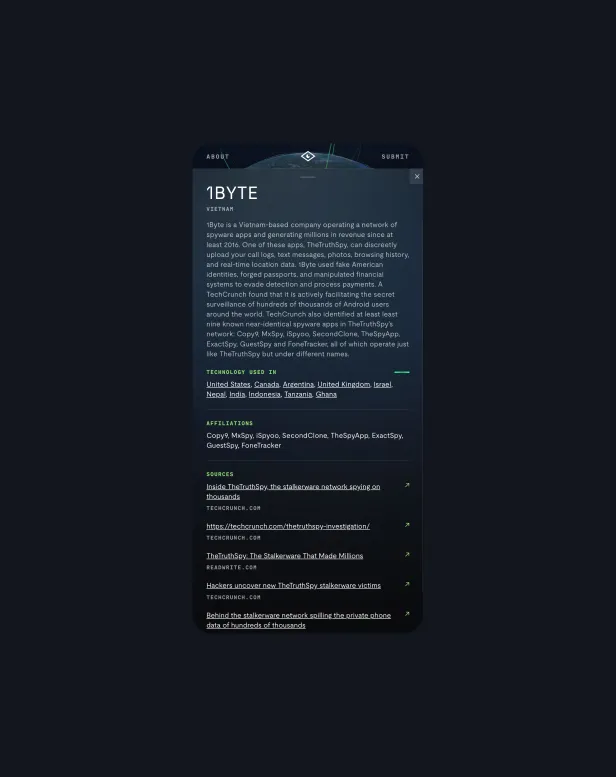 ABOUT
SUBMIT
1BYTE
VIETNAM
1Byte is a Vietnam-based company operating a network of
spyware apps and generating millions in revenue since at
least 2016. One of these apps, TheTruthSpy, can discreetly
upload your call logs, text messages, photos, browsing history,
and real-time location data. 1Byte used fake American
identities, forged passports, and manipulated financial
systems to evade detection and process payments. A
TechCrunch found that it is actively facilitating the secret
surveillance of hundreds of thousands of Android users
around the world. TechCrunch also identified at least least
nine known near-identical spyware apps in TheTruthSpy's
network: Copy9, MxSpy, iSpyoo, SecondClone, TheSpyApp,
ExactSpy, GuestSpy and FoneTracker, all of which operate just
like TheTruthSpy but under different names.
TECHNOLOGY USED IN
United States, Canada, Argentina, United Kingdom, Israel,
Nepal, India, Indonesia, Tanzania, Ghana
AFFILIATIONS
Copy9, MxSpy, iSpyoo, SecondClone, TheSpyApp, ExactSpy,
GuestSpy, FoneTracker
SOURCES
Inside TheTruthSpy, the stalkerware network spying on
thousands
TECHCRUNCH.COM
https://techcrunch.com/thetruthspy-investigation/
TECHCRUNCH.COM
TheTruthSpy: The Stalkerware That Made Millions
READWRITE.COM
Hackers uncover new TheTruthSpy stalkerware victims
TECHCRUNCH.COM
Behind the stalkerware network spilling the private phone
data of hundreds of thousands